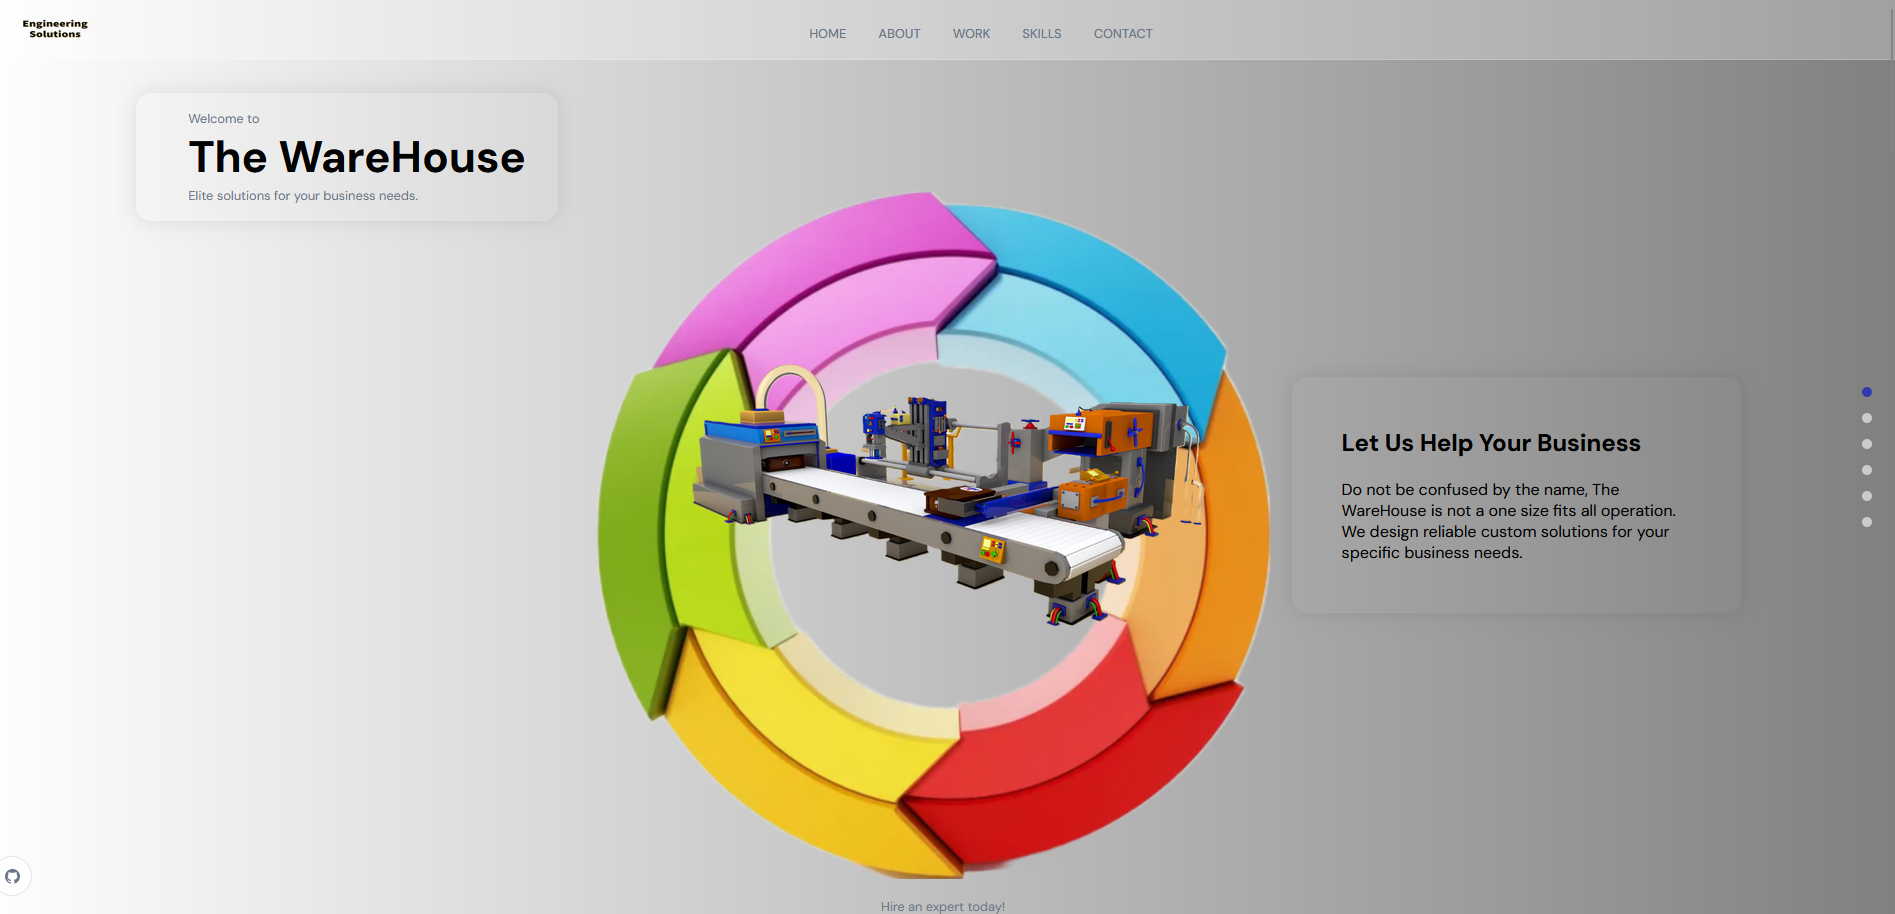 Engineering
Solutions
HOME
ABOUT
WORK
SKILLS
CONTACT
Welcome to
The WareHouse
Elite solutions for your business needs.
Let Us Help Your Business
Do not be confused by the name, The
WareHouse is not a one size fits all operation.
We design reliable custom solutions for your
specific business needs.
Hire an expert today!